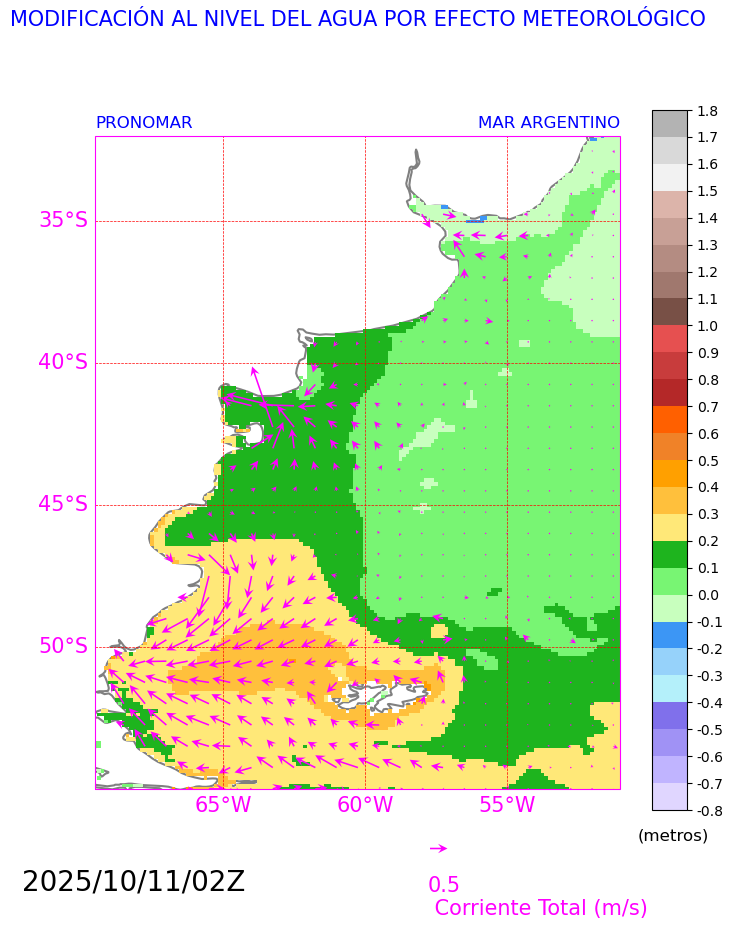 MODIFICACIÓN AL NIVEL DEL AGUA POR EFECTO METEOROLÓGICO
PRONOMAR
MAR ARGENTINO
35°S
40°S
45°S
50°S
65°W
60°W
55°W
1.8
1.7
1.6
1.5
1.4
1.3
1.2
1.1
1.0
0.9
0.8
0.7
0.6
0.5
0.4
0.3
0.2
0.1
0.0
-0.1
-0.2
-0.3
-0.4
-0.5
-0.6
-0.7
-0.8
(metros)
2025/10/11/02Z
0.5
Corriente Total (m/s)